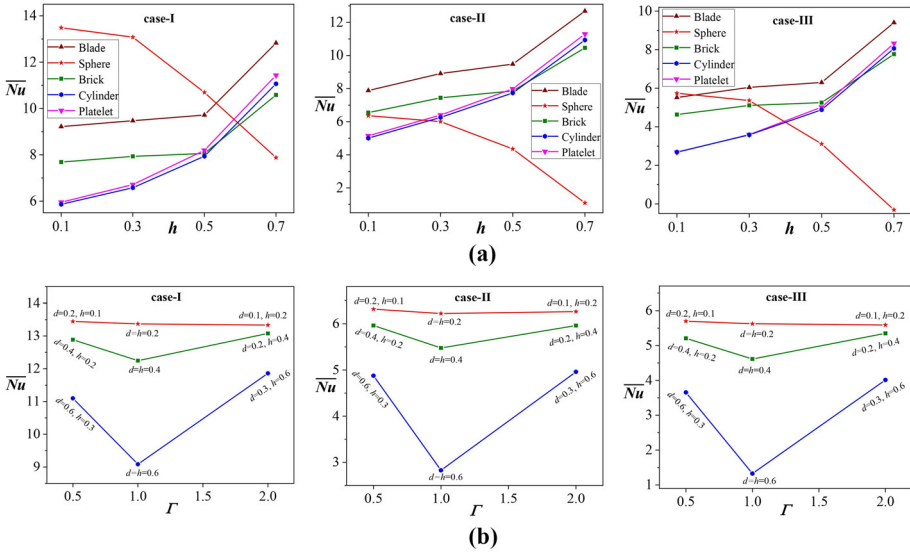 case-I
14
12
10
8
6
N̅u̅
Blade
Sphere
Brick
Cylinder
Platelet
0.1
0.3
0.5
0.7
h
case-II
12
10
8
6
4
2
N̅u̅
Blade
Sphere
Brick
Cylinder
Platelet
0.1
0.3
0.5
0.7
h
case-III
10
8
6
4
2
0
N̅u̅
Blade
Sphere
Brick
Cylinder
Platelet
0.1
0.3
0.5
0.7
h
(a)
case-I
14
13
12
11
10
9
N̅u̅
d=0.2, h=0.1
d=h=0.2
d=0.1, h=0.2
d=0.4, h=0.2
d=h=0.4
d=0.2, h=0.4
d=0.6, h=0.3
d=h=0.6
d=0.3, h=0.6
0.5
1.0
1.5
2.0
Γ
case-II
6
5
4
3
N̅u̅
d=0.2, h=0.1
d=h=0.2
d=0.1, h=0.2
d=0.4, h=0.2
d=h=0.4
d=0.2, h=0.4
d=0.6, h=0.3
d=h=0.6
d=0.3, h=0.6
0.5
1.0
1.5
2.0
Γ
case-III
6
5
4
3
2
1
N̅u̅
d=0.2, h=0.1
d=h=0.2
d=0.1, h=0.2
d=0.4, h=0.2
d=h=0.4
d=0.2, h=0.4
d=0.6, h=0.3
d=h=0.6
d=0.3, h=0.6
0.5
1.0
1.5
2.0
Γ
(b)